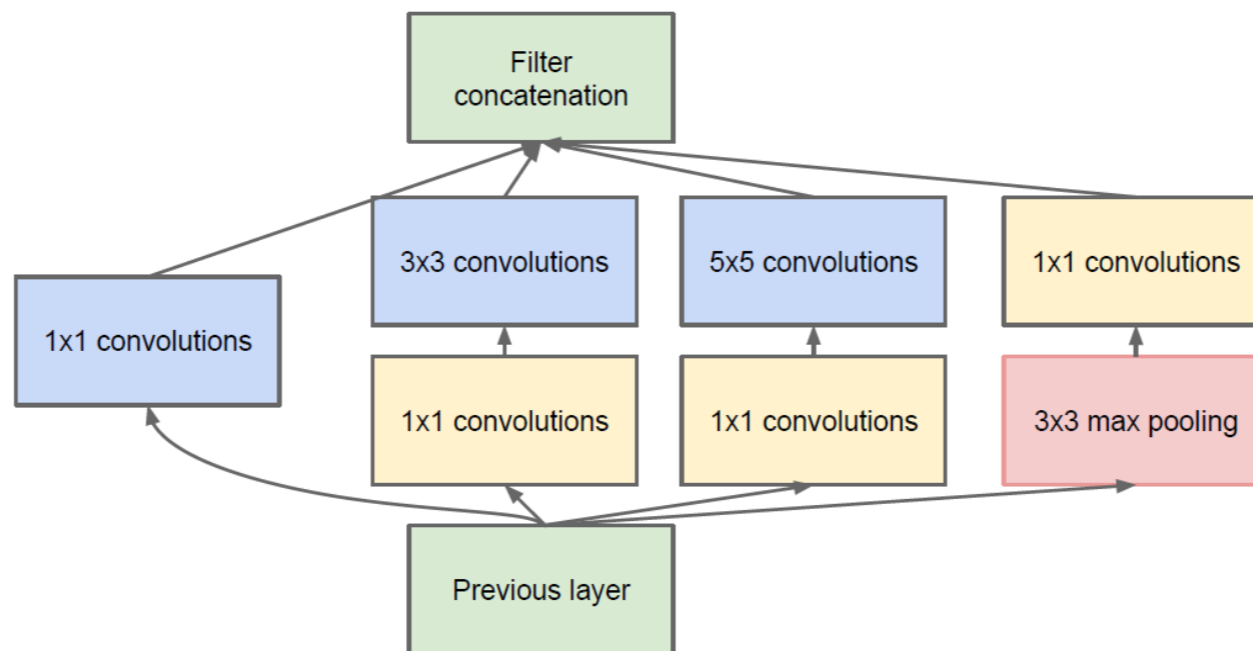 Filter
concatenation
3x3 convolutions
5x5 convolutions
1x1 convolutions
1x1 convolutions
1x1 convolutions
1x1 convolutions
3x3 max pooling
Previous layer